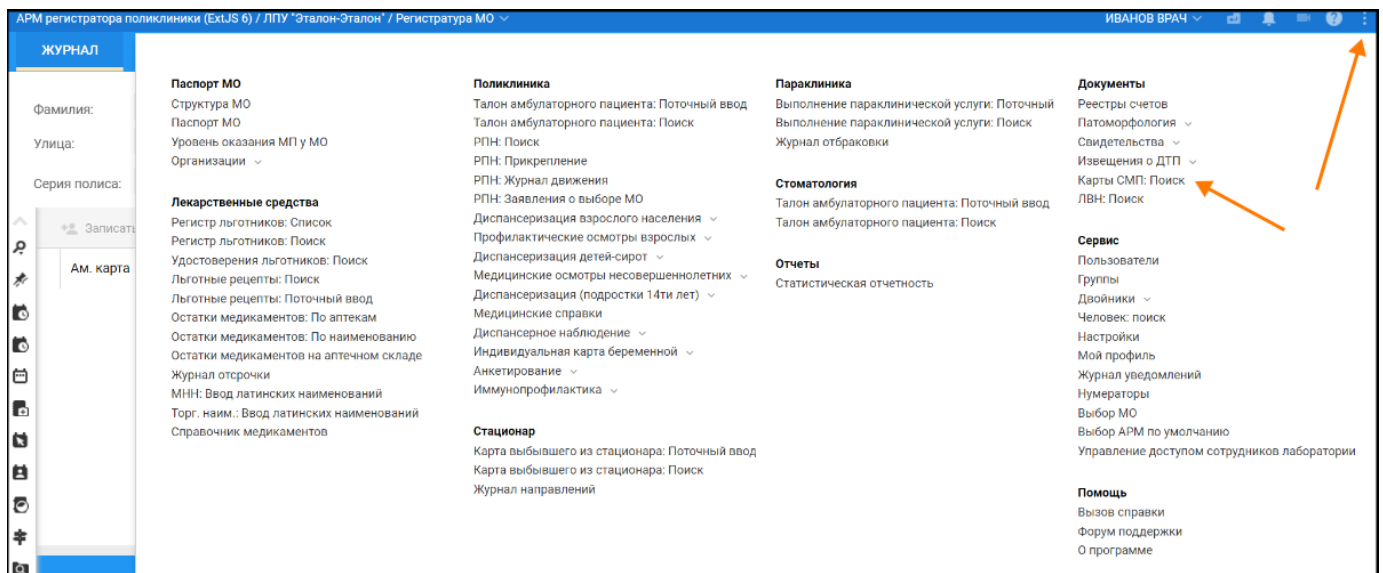 АРМ регистратора поликлиники (ExtJS 6) / ЛПУ "Эталон-Эталон" / Регистратура МО
ИВАНОВ ВРАЧ
ЖУРНАЛ
Фамилия:
Улица:
Серия полиса:
Записать
Ам. карта
Паспорт МО
Структура МО
Паспорт МО
Уровень оказания МП у МО
Организации
Лекарственные средства
Регистр льготников: Список
Регистр льготников: Поиск
Удостоверения льготников: Поиск
Льготные рецепты: Поиск
Льготные рецепты: Поточный ввод
Остатки медикаментов: По аптекам
Остатки медикаментов: По наименованию
Остатки медикаментов на аптечном складе
Журнал отсрочки
МНН: Ввод латинских наименований
Торг. наим.: Ввод латинских наименований
Справочник медикаментов
Поликлиника
Талон амбулаторного пациента: Поточный ввод
Талон амбулаторного пациента: Поиск
РПН: Поиск
РПН: Прикрепление
РПН: Журнал движения
РПН: Заявления о выборе МО
Диспансеризация взрослого населения
Профилактические осмотры взрослых
Диспансеризация детей-сирот
Медицинские осмотры несовершеннолетних
Диспансеризация (подростки 14ти лет)
Медицинские справки
Диспансерное наблюдение
Индивидуальная карта беременной
Анкетирование
Иммунопрофилактика
Стационар
Карта выбывшего из стационара: Поточный ввод
Карта выбывшего из стационара: Поиск
Журнал направлений
Параклиника
Выполнение параклинической услуги: Поточный
Выполнение параклинической услуги: Поиск
Журнал отбраковки
Стоматология
Талон амбулаторного пациента: Поточный ввод
Талон амбулаторного пациента: Поиск
Отчеты
Статистическая отчетность
Документы
Реестры счетов
Патоморфология
Свидетельства
Извещения о ДТП
Карты СМП: Поиск
ЛВН: Поиск
Сервис
Пользователи
Группы
Двойники
Человек: поиск
Настройки
Мой профиль
Журнал уведомлений
Нумераторы
Выбор МО
Выбор АРМ по умолчанию
Управление доступом сотрудников лаборатории
Помощь
Вызов справки
Форум поддержки
О программе